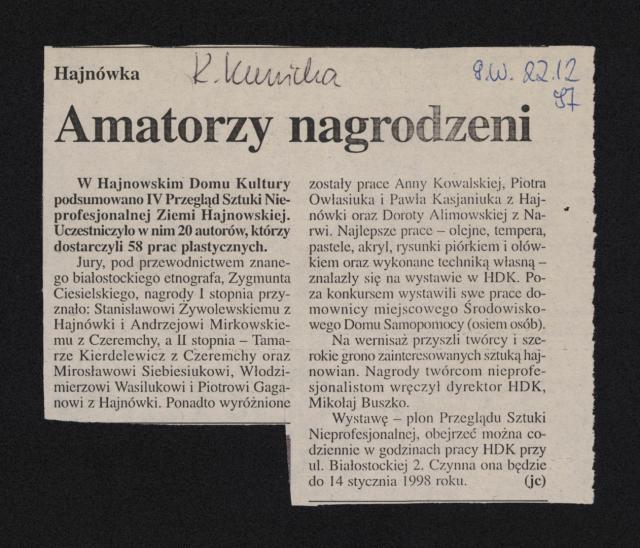 Hajnówka
K. Kunicka
g.W. 22.12
97
Amatorzy nagrodzeni
W Hajnowskim Domu Kultury
podsumowano IV Przegląd Sztuki Nie-
profesjonalnej Ziemi Hajnowskiej.
Uczestniczyło w nim 20 autorów, którzy
dostarczyli 58 prac plastycznych.
Jury, pod przewodnictwem znane-
go białostockiego etnografa, Zygmunta
Ciesielskiego, nagrody I stopnia przy-
znało: Stanisławowi Żywolewskiemu z
Hajnówki i Andrzejowi Mirkowskie-
mu z Czeremchy, a II stopnia – Tama-
rze Kierdelewicz z Czeremchy oraz
Mirosławowi Siebiesiukowi, Włodzi-
mierzowi Wasilukowi i Piotrowi Gaga-
nowi z Hajnówki. Ponadto wyróżnione
zostały prace Anny Kowalskiej, Piotra
Owłasiuka i Pawła Kasjaniuka z Haj-
nówki oraz Doroty Alimowskiej z Na-
rwi. Najlepsze prace – olejne, tempera,
pastele, akryl, rysunki piórkiem i ołów-
kiem oraz wykonane techniką własną –
znalazły się na wystawie w HDK. Po-
za konkursem wystawili swe prace do-
mownicy miejscowego Środowisko-
wego Domu Samopomocy (osiem osób).
Na wernisaż przyszli twórcy i sze-
rokie grono zainteresowanych sztuką haj-
nowian. Nagrody twórcom nieprofe-
sjonalistom wręczył dyrektor HDK,
Mikołaj Buszko.
Wystawę – plon Przeglądu Sztuki
Nieprofesjonalnej, obejrzeć można co-
dziennie w godzinach pracy HDK przy
ul. Białostockiej 2. Czynna ona będzie
do 14 stycznia 1998 roku. (jc)